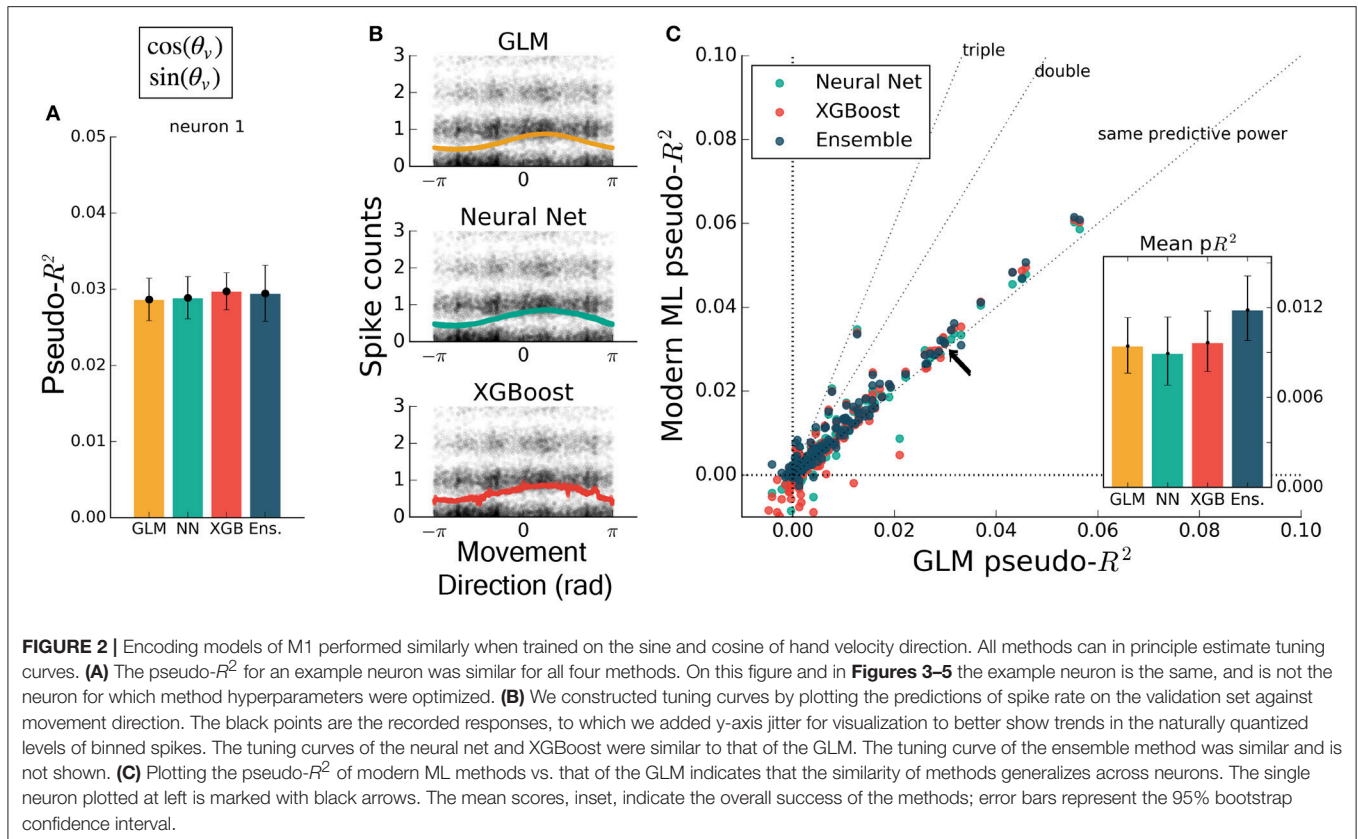 cos(θ_v)
sin(θ_v)
A
neuron 1
0.05
0.04
0.03
0.02
0.01
0.00
Pseudo-R²
GLM NN XGB Ens.
B
GLM
3
2
1
0
−π 0 π
Neural Net
3
2
1
0
−π 0 π
XGBoost
3
2
1
0
−π 0 π
Spike counts
Movement
Direction (rad)
C
0.10
0.08
0.06
0.04
0.02
0.00
Modern ML pseudo-R²
triple
double
same predictive power
Neural Net
XGBoost
Ensemble
Mean pR²
0.012
0.006
0.000
GLM NN XGB Ens.
0.00 0.02 0.04 0.06 0.08 0.10
GLM pseudo-R²
FIGURE 2 | Encoding models of M1 performed similarly when trained on the sine and cosine of hand velocity direction. All methods can in principle estimate tuning
curves. (A) The pseudo-R² for an example neuron was similar for all four methods. On this figure and in Figures 3–5 the example neuron is the same, and is not the
neuron for which method hyperparameters were optimized. (B) We constructed tuning curves by plotting the predictions of spike rate on the validation set against
movement direction. The black points are the recorded responses, to which we added y-axis jitter for visualization to better show trends in the naturally quantized
levels of binned spikes. The tuning curves of the neural net and XGBoost were similar to that of the GLM. The tuning curve of the ensemble method was similar and is
not shown. (C) Plotting the pseudo-R² of modern ML methods vs. that of the GLM indicates that the similarity of methods generalizes across neurons. The single
neuron plotted at left is marked with black arrows. The mean scores, inset, indicate the overall success of the methods; error bars represent the 95% bootstrap
confidence interval.